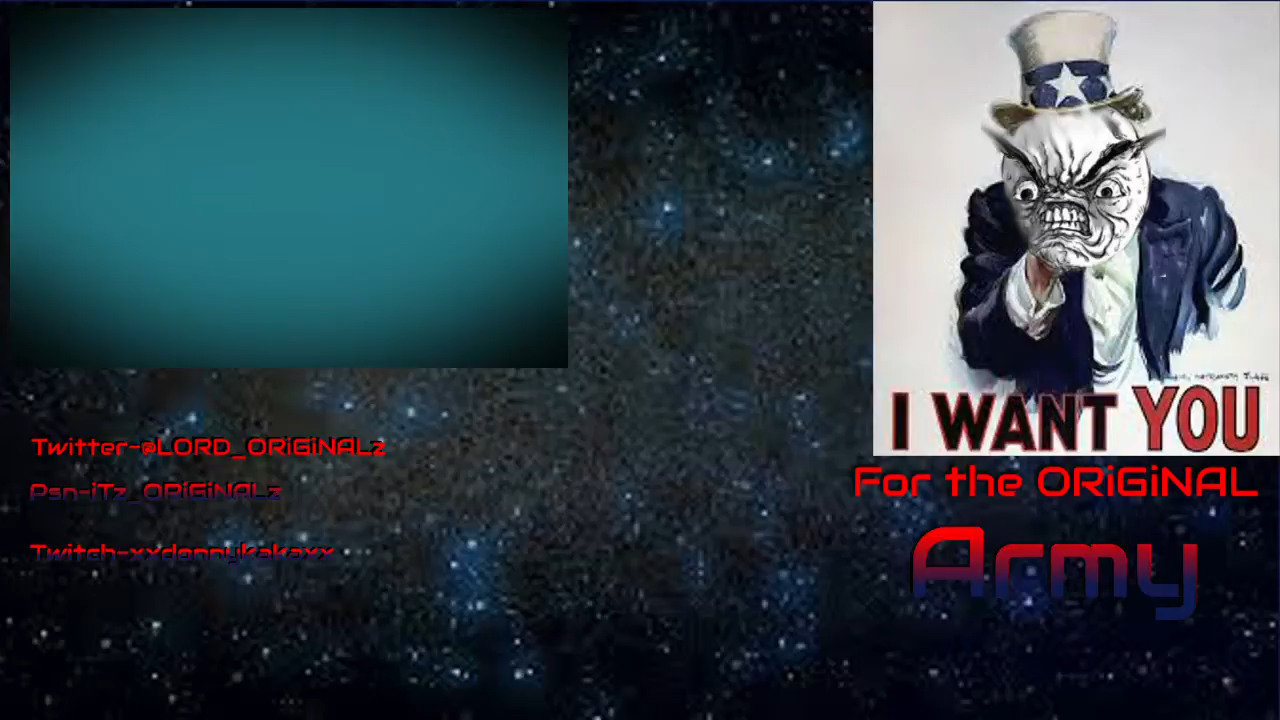 I WANT YOU
For the ORiGiNAL
Army
Twitter-@LORD_ORiGiNALz
Psn-iTz_ORiGiNALz
Twitch-xxdonnykakaxx